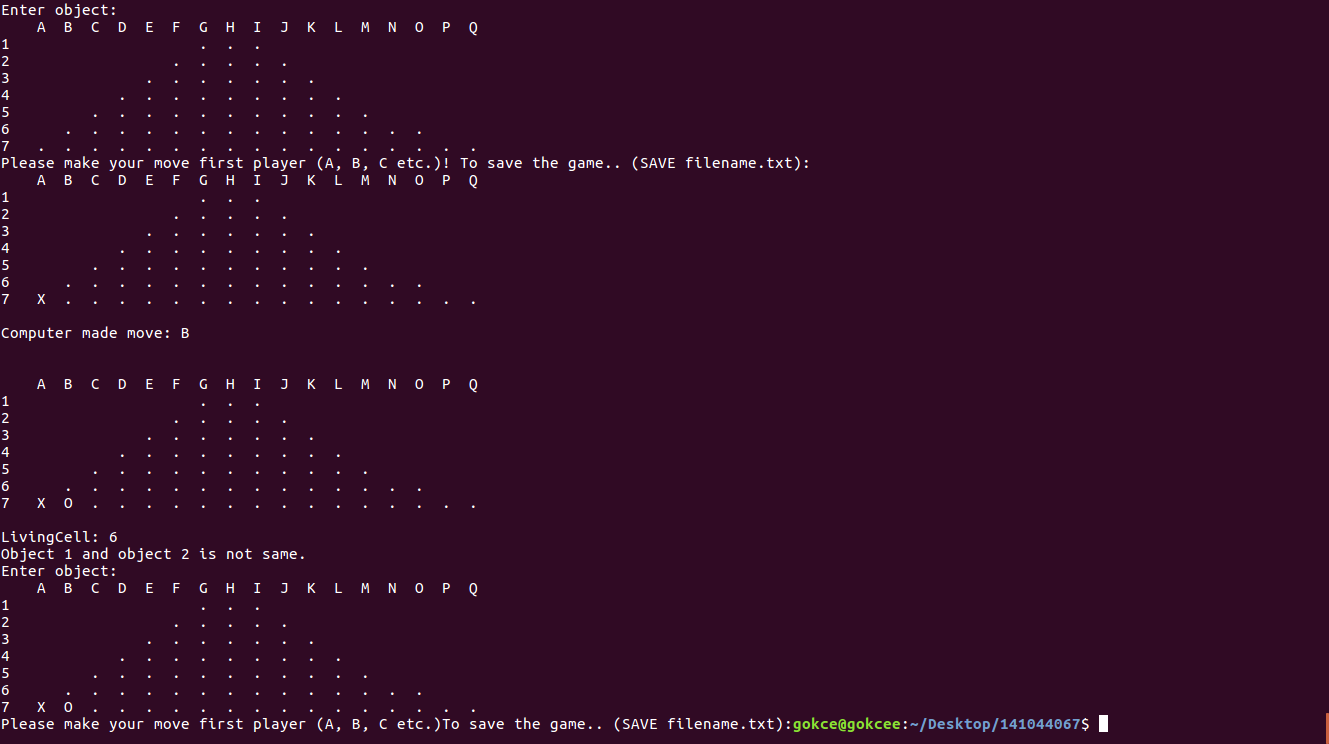 Enter object:
A B C D E F G H I J K L M N O P Q
1 . . .
2 . . . . .
3 . . . . . . .
4 . . . . . . . . .
5 . . . . . . . . . . .
6 . . . . . . . . . . . . . .
7 . . . . . . . . . . . . . . . . .
Please make your move first player (A, B, C etc.)! To save the game.. (SAVE filename.txt):
A B C D E F G H I J K L M N O P Q
1 . . .
2 . . . . .
3 . . . . . . .
4 . . . . . . . . .
5 . . . . . . . . . . .
6 . . . . . . . . . . . . . .
7 X . . . . . . . . . . . . . . . .
Computer made move: B
A B C D E F G H I J K L M N O P Q
1 . . .
2 . . . . .
3 . . . . . . .
4 . . . . . . . . .
5 . . . . . . . . . . .
6 . . . . . . . . . . . . . .
7 X O . . . . . . . . . . . . . . .
LivingCell: 6
Object 1 and object 2 is not same.
Enter object:
A B C D E F G H I J K L M N O P Q
1 . . .
2 . . . . .
3 . . . . . . .
4 . . . . . . . . .
5 . . . . . . . . . . .
6 . . . . . . . . . . . . . .
7 X O . . . . . . . . . . . . . . .
Please make your move first player (A, B, C etc.)To save the game.. (SAVE filename.txt):gokce@gokcee:~/Desktop/141044067$